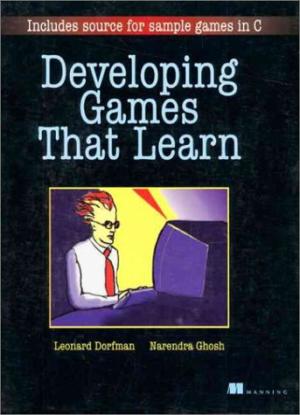 Includes source for sample games in C
Developing
Games
That Learn
Leonard Dorfman Narendra Ghosh
MANNING